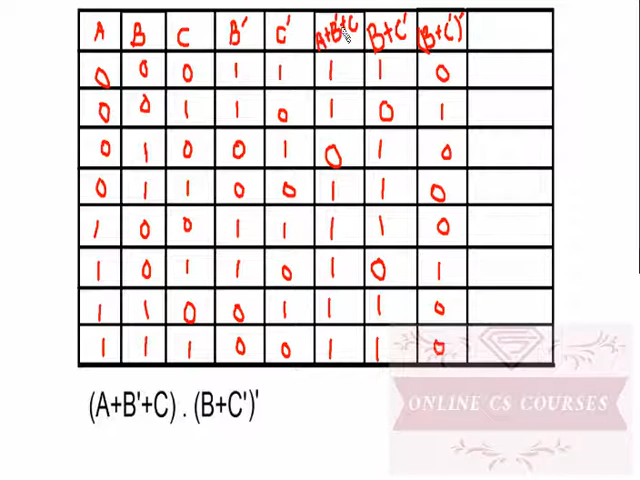 A B C B' C' A+B'+C B+C' (B+C')'
0 0 0 1 1 1 1 0
0 0 1 1 0 1 0 1
0 1 0 0 1 0 1 0
0 1 1 0 0 1 1 0
1 0 0 1 1 1 1 0
1 0 1 1 0 1 0 1
1 1 0 0 1 1 1 0
1 1 1 0 0 1 1 0
(A+B'+C) . (B+C')'
ONLINE CS COURSES